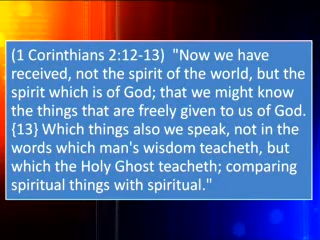 (1 Corinthians 2:12-13)  "Now we have
received, not the spirit of the world, but the
spirit which is of God; that we might know
the things that are freely given to us of God.
{13} Which things also we speak, not in the
words which man's wisdom teacheth, but
which the Holy Ghost teacheth; comparing
spiritual things with spiritual."